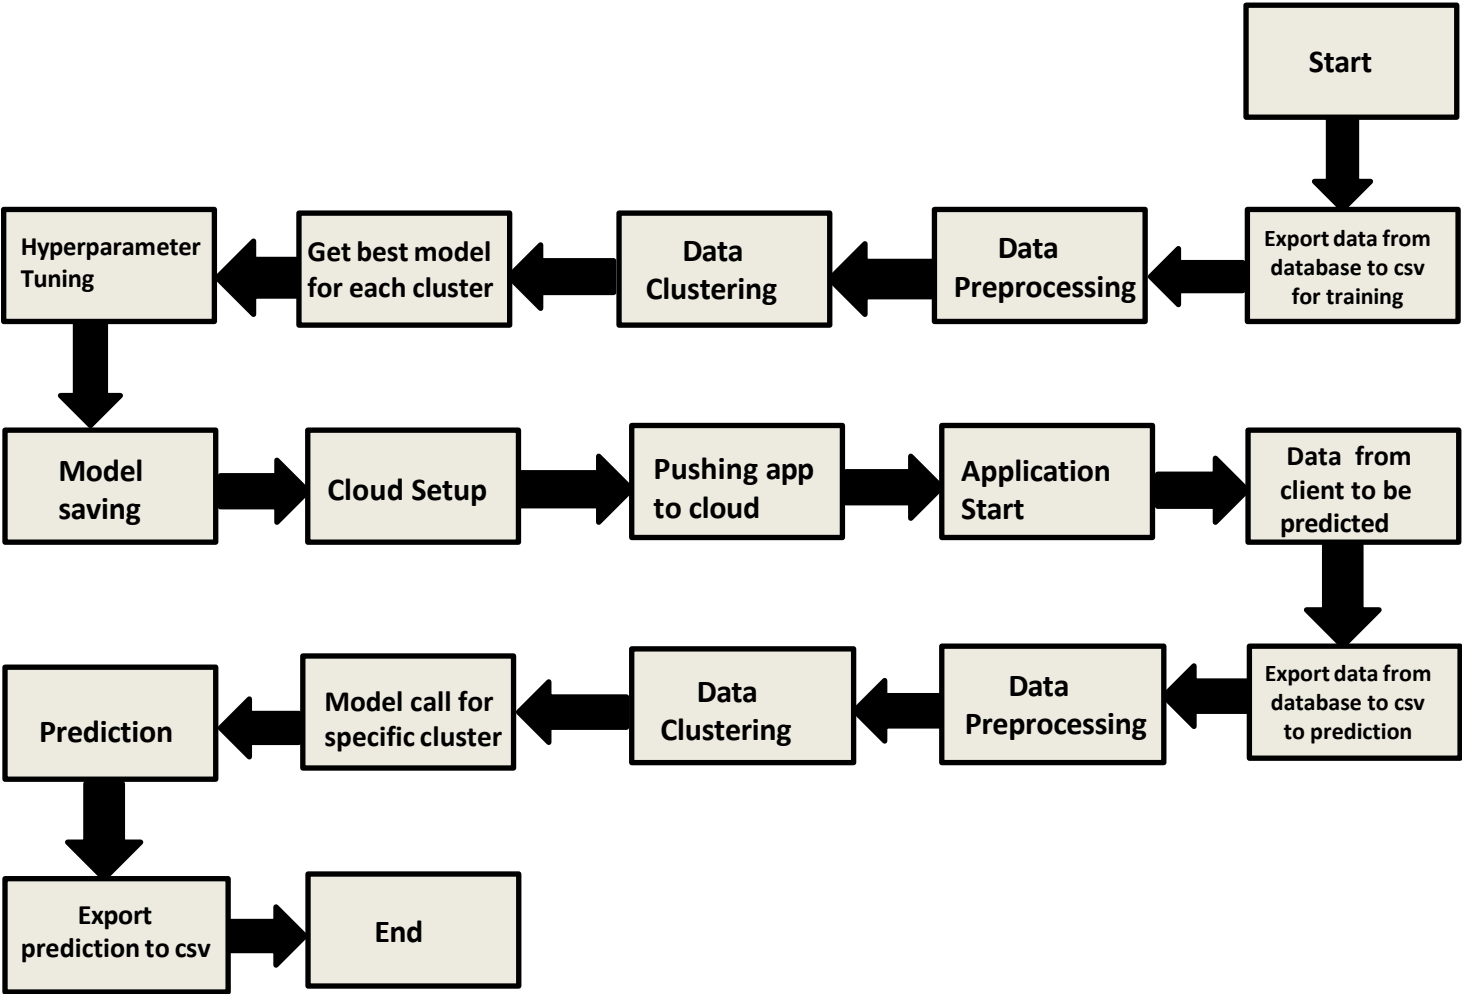 Start
Export data from
database to csv
for training
Data
Preprocessing
Data
Clustering
Get best model
for each cluster
Hyperparameter
Tuning
Model
saving
Cloud Setup
Pushing app
to cloud
Application
Start
Data from
client to be
predicted
Export data from
database to csv
to prediction
Data
Preprocessing
Data
Clustering
Model call for
specific cluster
Prediction
Export
prediction to csv
End